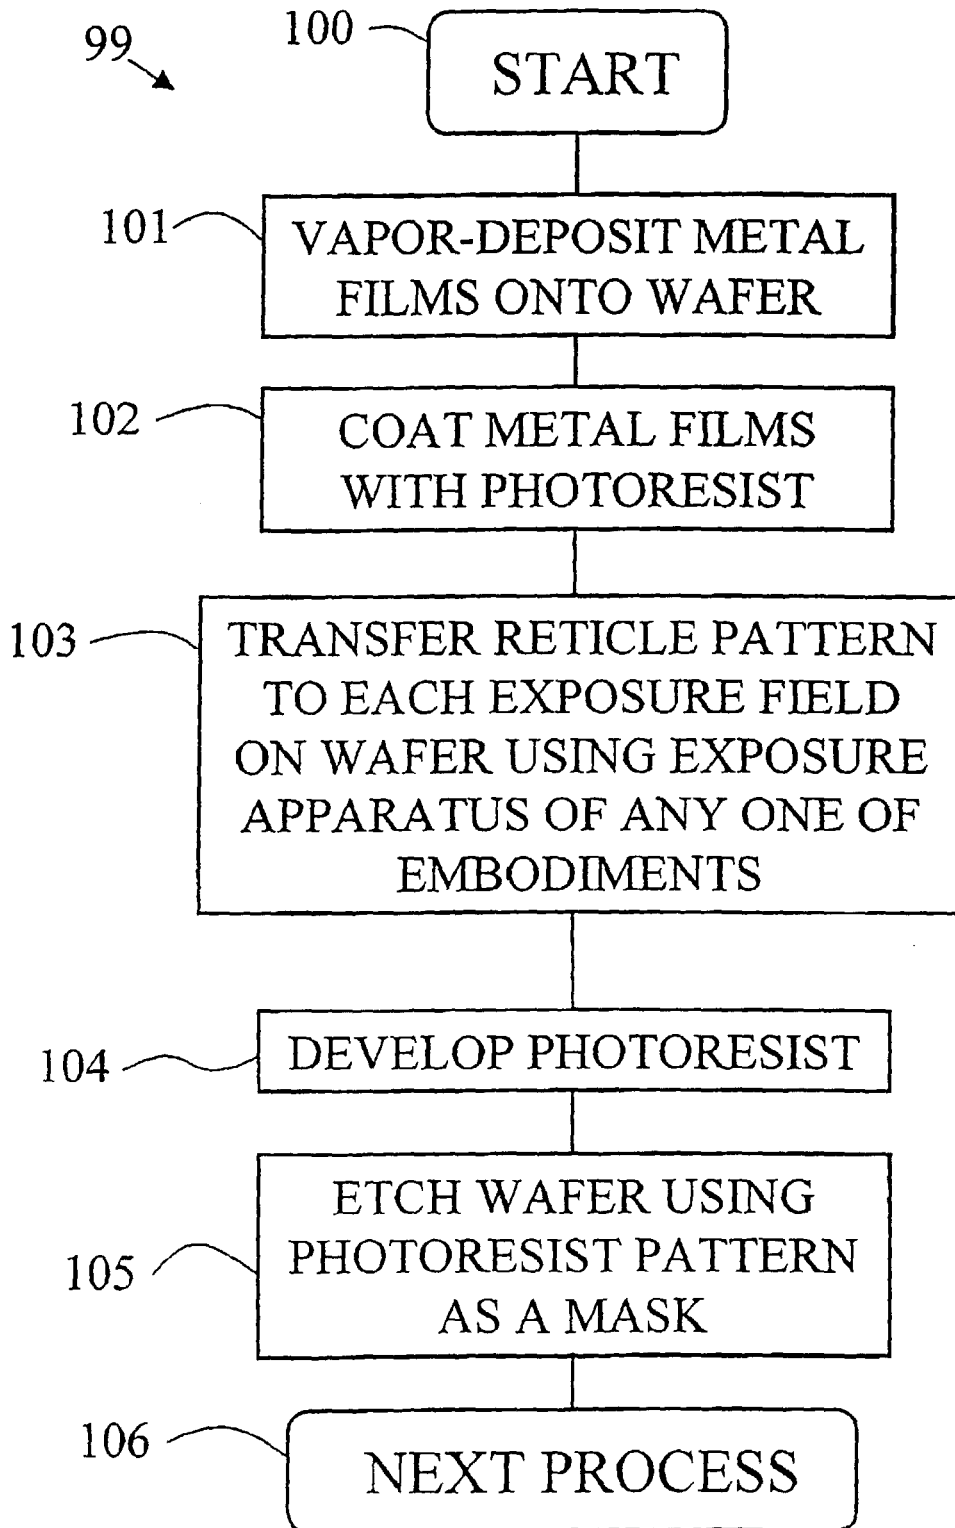 99
100
START
101
VAPOR-DEPOSIT METAL
FILMS ONTO WAFER
102
COAT METAL FILMS
WITH PHOTORESIST
103
TRANSFER RETICLE PATTERN
TO EACH EXPOSURE FIELD
ON WAFER USING EXPOSURE
APPARATUS OF ANY ONE OF
EMBODIMENTS
104
DEVELOP PHOTORESIST
105
ETCH WAFER USING
PHOTORESIST PATTERN
AS A MASK
106
NEXT PROCESS